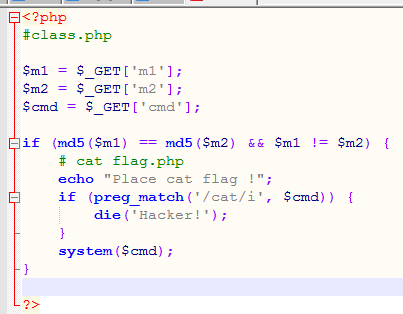 <?php
#class.php
$m1 = $_GET['m1'];
$m2 = $_GET['m2'];
$cmd = $_GET['cmd'];
if (md5($m1) == md5($m2) && $m1 != $m2) {
# cat flag.php
echo "Place cat flag !";
if (preg_match('/cat/i', $cmd)) {
die('Hacker!');
}
system($cmd);
}
?>